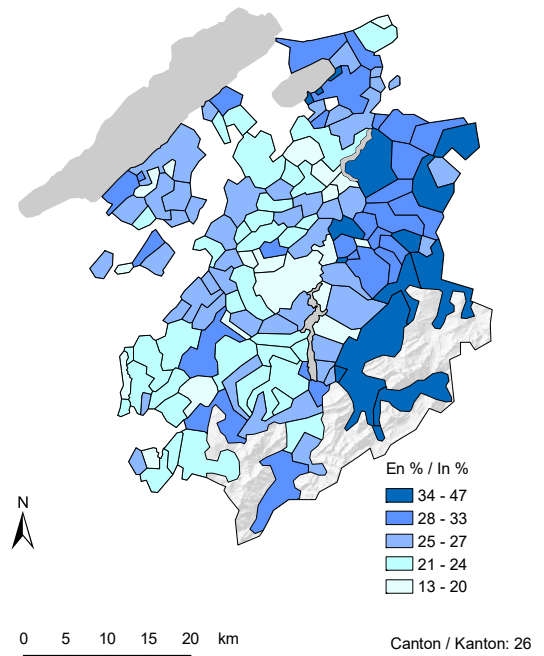 En % / In %
34 - 47
28 - 33
25 - 27
21 - 24
13 - 20
N
0 5 10 15 20 km
Canton / Kanton: 26